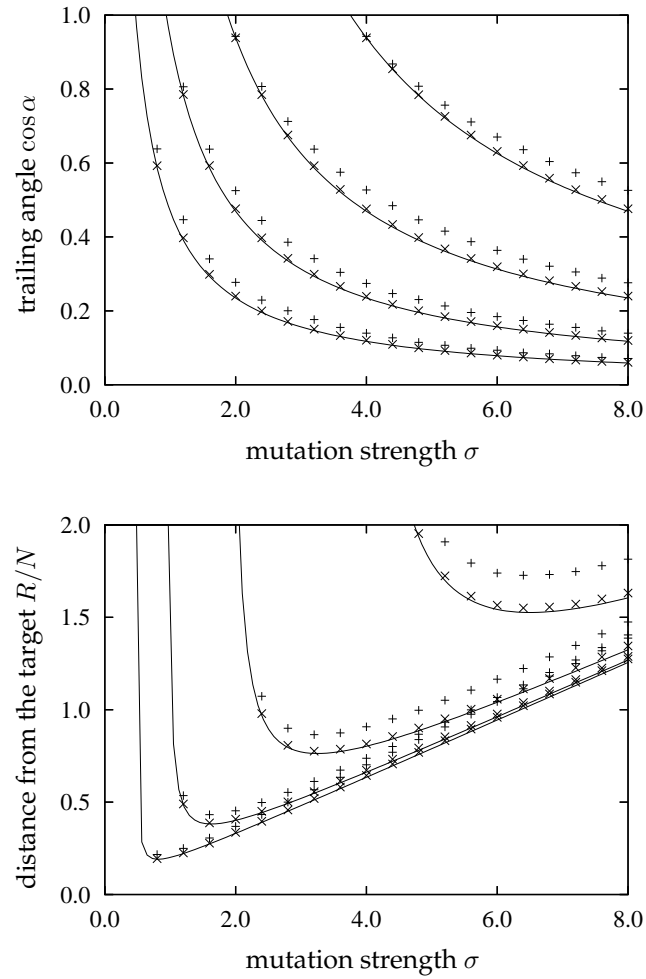 1.0
0.8
0.6
0.4
0.2
0.0
trailing angle cos α
0.0 2.0 4.0 6.0 8.0
mutation strength σ
2.0
1.5
1.0
0.5
0.0
distance from the target R/N
0.0 2.0 4.0 6.0 8.0
mutation strength σ